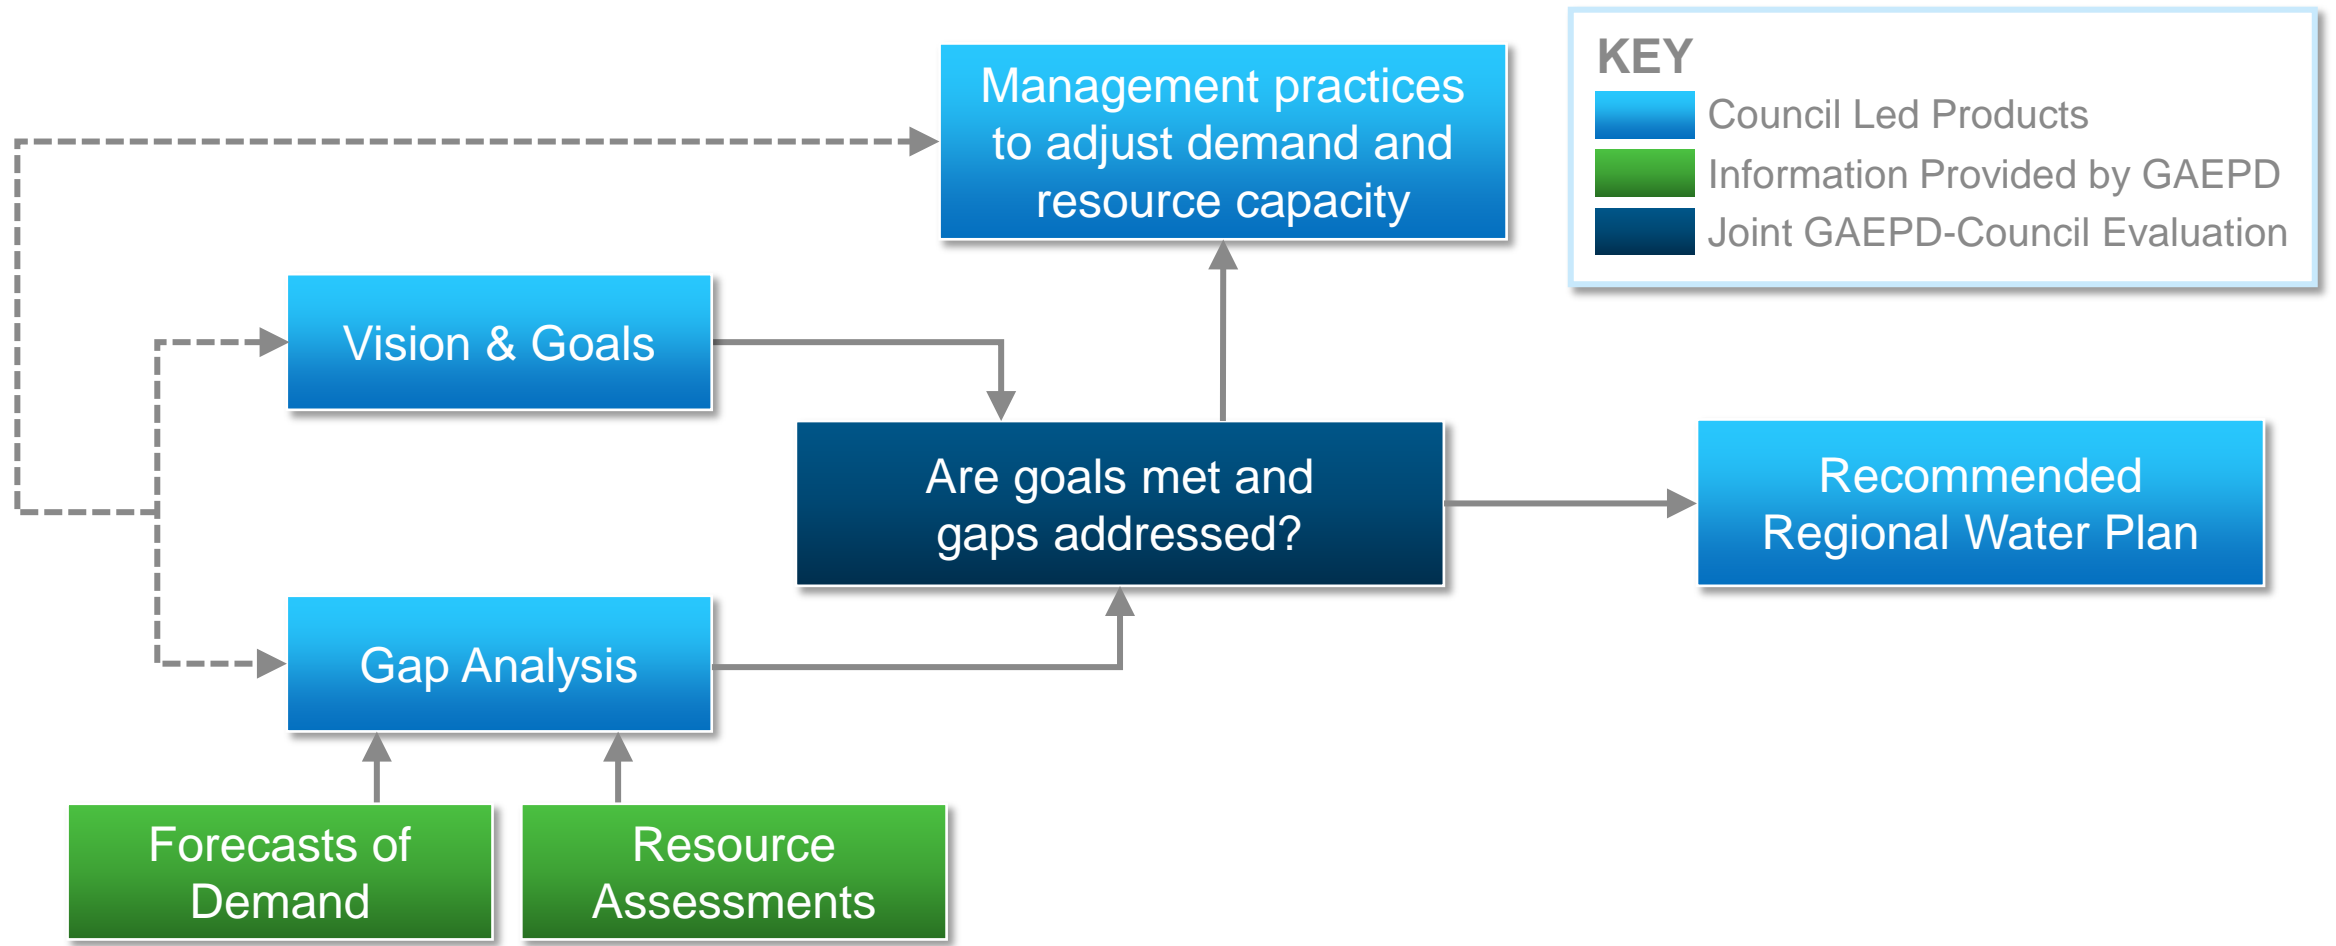 Management practices
to adjust demand and
resource capacity
KEY
Council Led Products
Information Provided by GAEPD
Joint GAEPD-Council Evaluation
Vision & Goals
Are goals met and
gaps addressed?
Recommended
Regional Water Plan
Gap Analysis
Forecasts of
Demand
Resource
Assessments